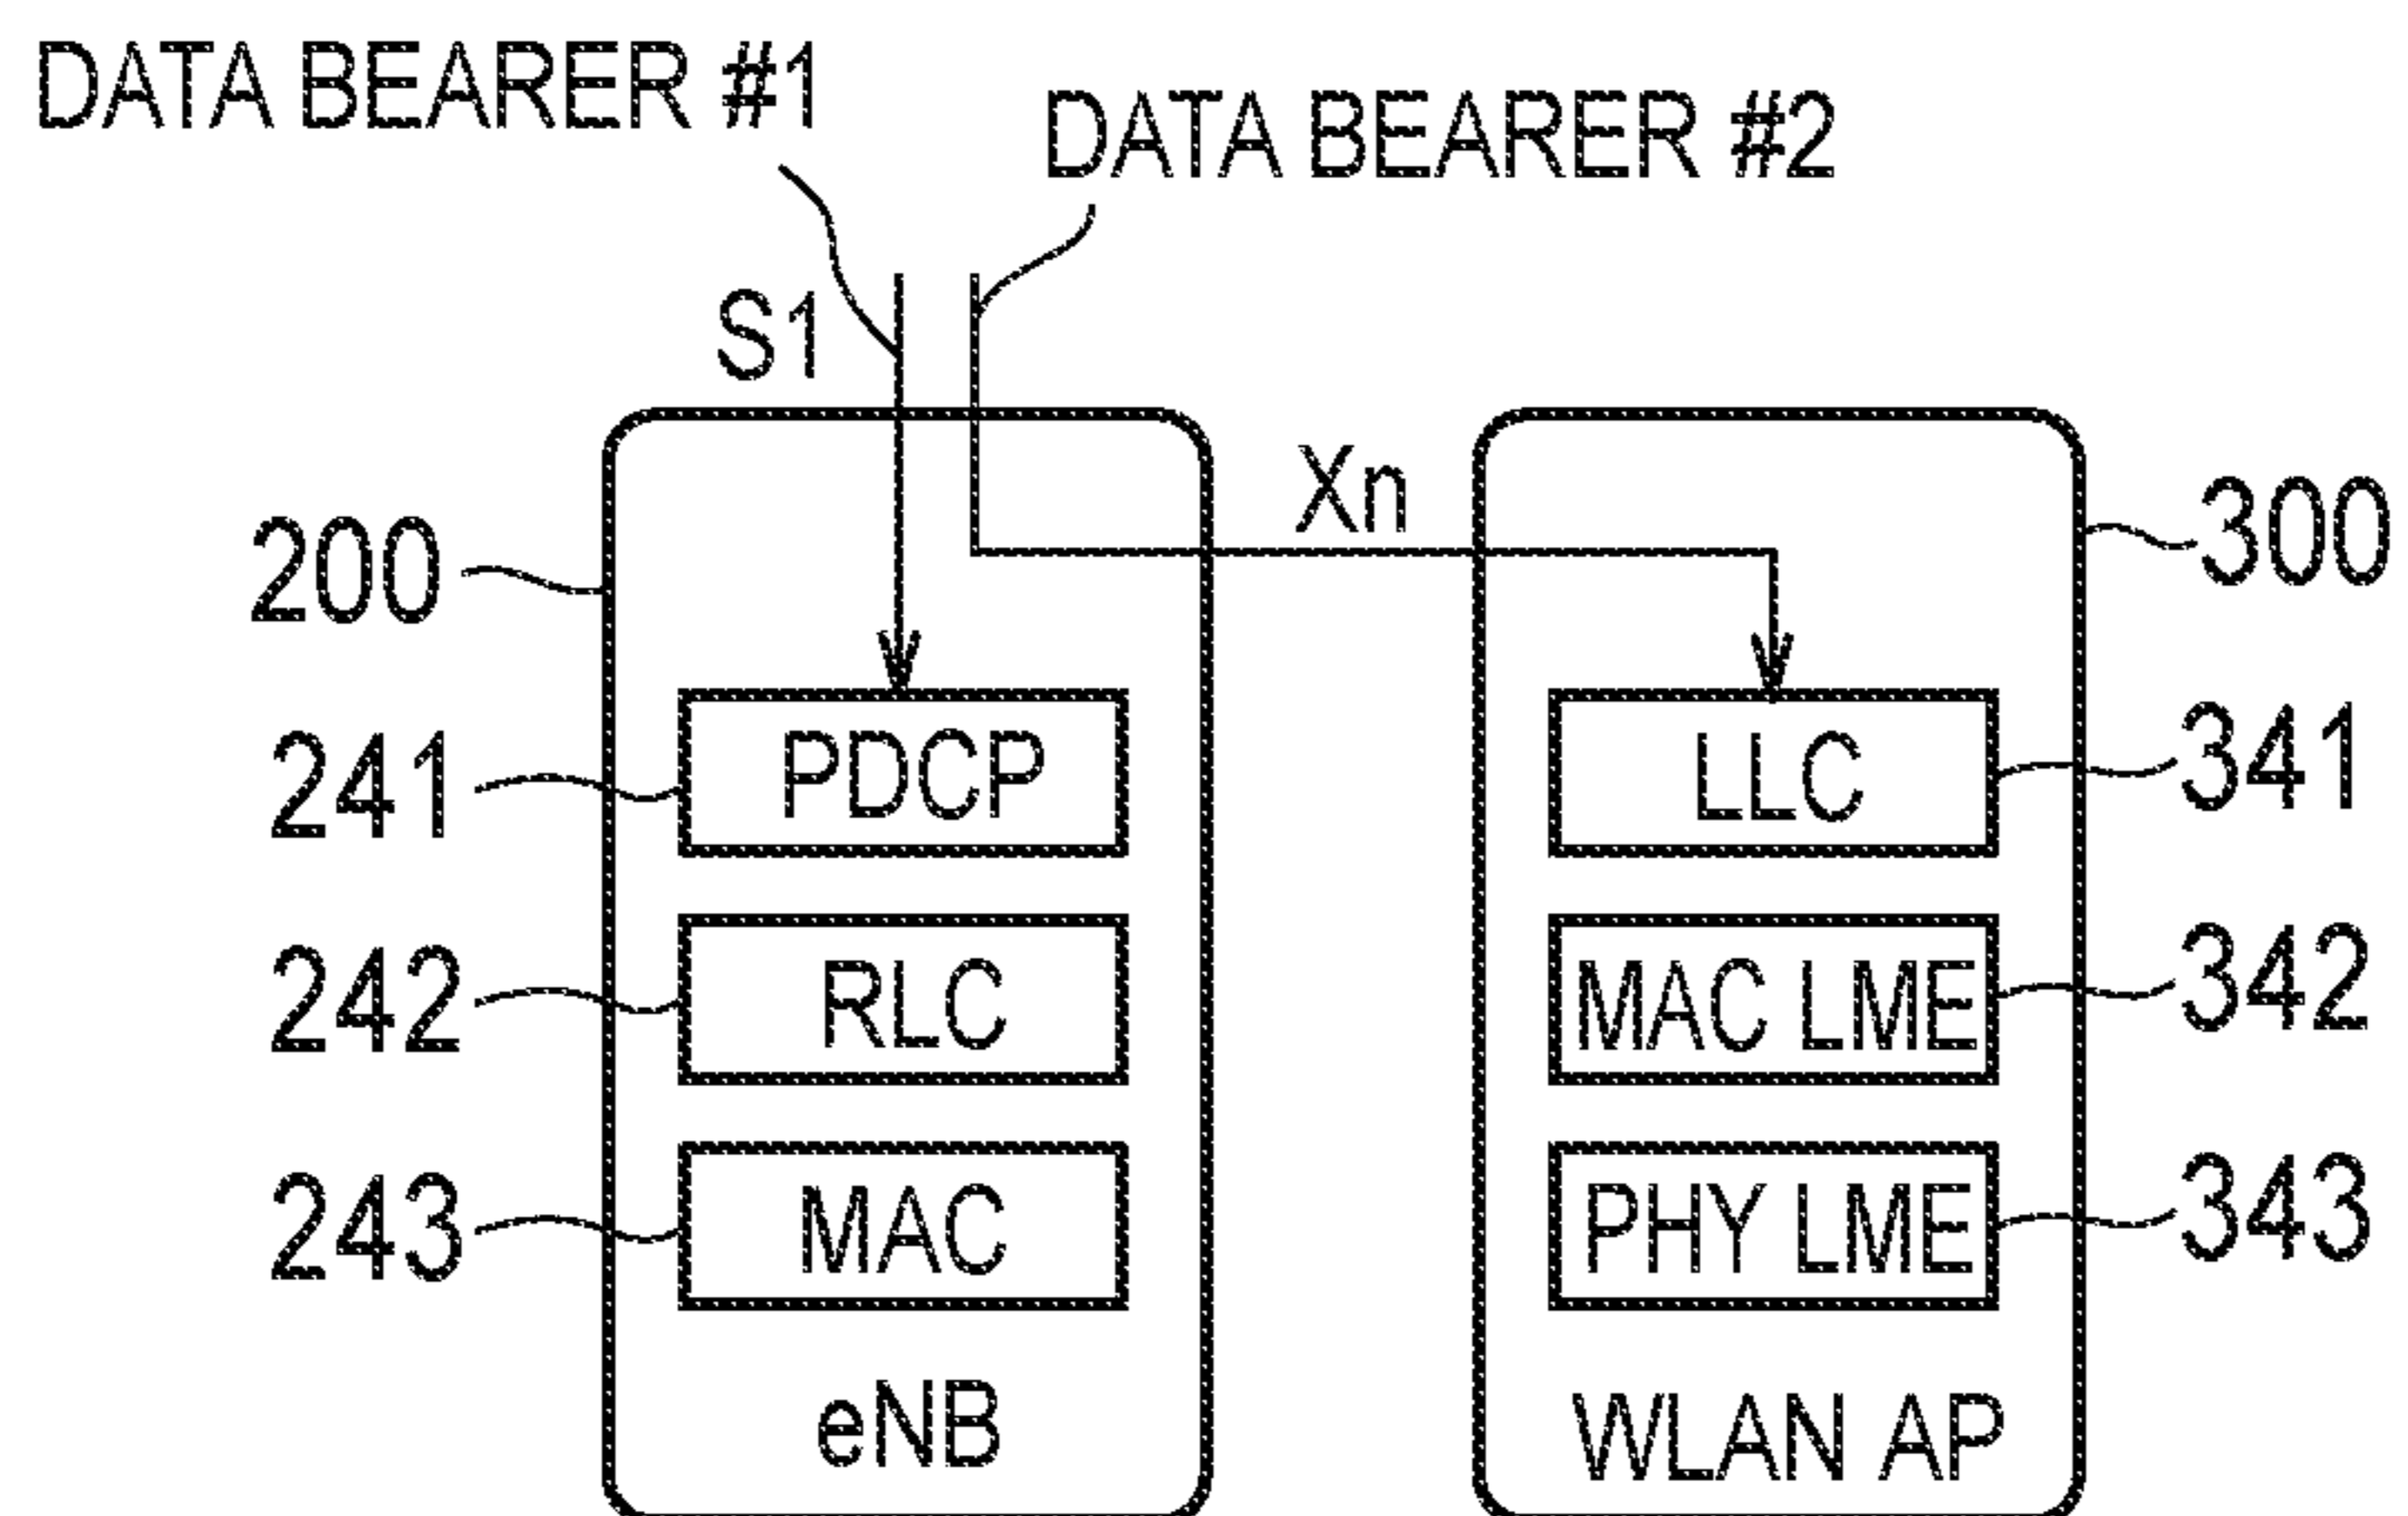 DATA BEARER #1
DATA BEARER #2
S1
Xn
200
300
241
PDCP
LLC
341
242
RLC
MAC LME
342
243
MAC
PHY LME
343
eNB
WLAN AP